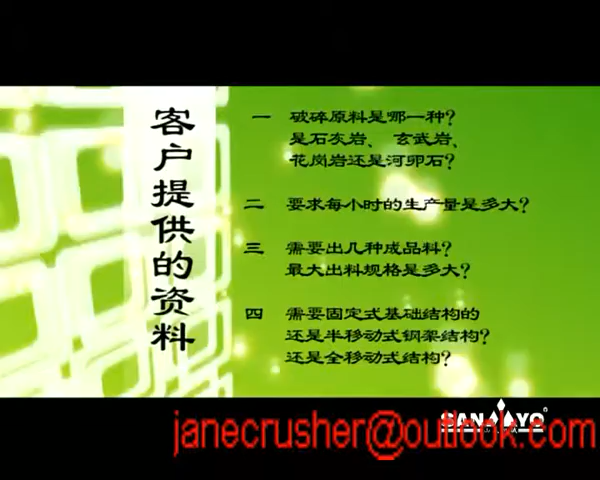 客户提供的资料
一 破碎原料是哪一种?
是石灰岩、玄武岩、
花岗岩还是河卵石?
二 要求每小时的生产量是多大?
三 需要出几种成品料?
最大出料规格是多大?
四 需要固定式基础结构的
还是半移动式钢架结构?
还是全移动式结构?
SANYO
janecrusher@outlook.com